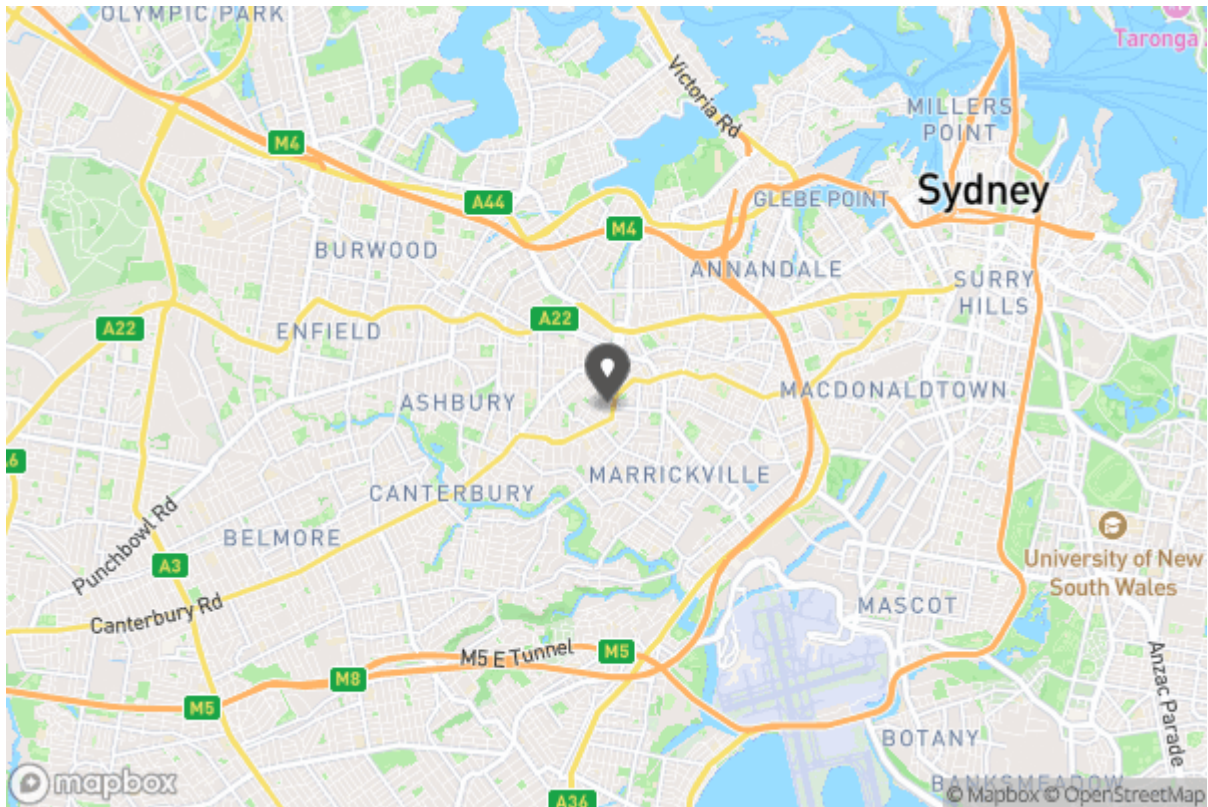 OLYMPIC PARK
Taronga
Victoria Rd
MILLERS
POINT
M4
Sydney
A44
GLEBE POINT
M4
BURWOOD
ANNANDALE
SURRY
HILLS
A22
A22
ENFIELD
ASHBURY
MACDONALDTOWN
A6
MARRICKVILLE
CANTERBURY
Punchbowl Rd
BELMORE
University of New
South Wales
A3
Canterbury Rd
MASCOT
M5 E Tunnel
M5
M8
M5
Anzac Parade
BOTANY
BANKSMEADOW
mapbox
A36
© Mapbox © OpenStreetMap